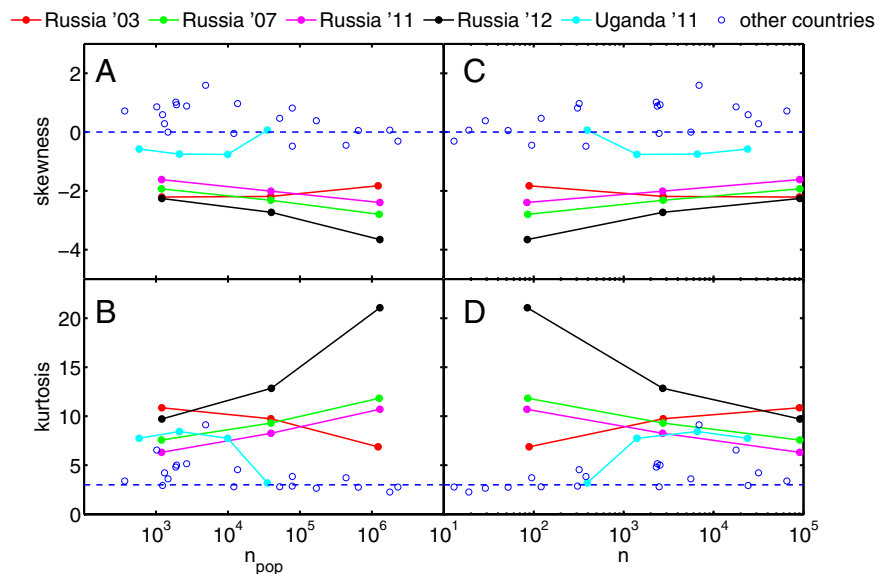 Russia '03 Russia '07 Russia '11 Russia '12 Uganda '11 other countries
A
C
2
0
−2
−4
skewness
B
D
20
15
10
5
0
kurtosis
10^3 10^4 10^5 10^6 10^1 10^2 10^3 10^4 10^5
n_pop
n